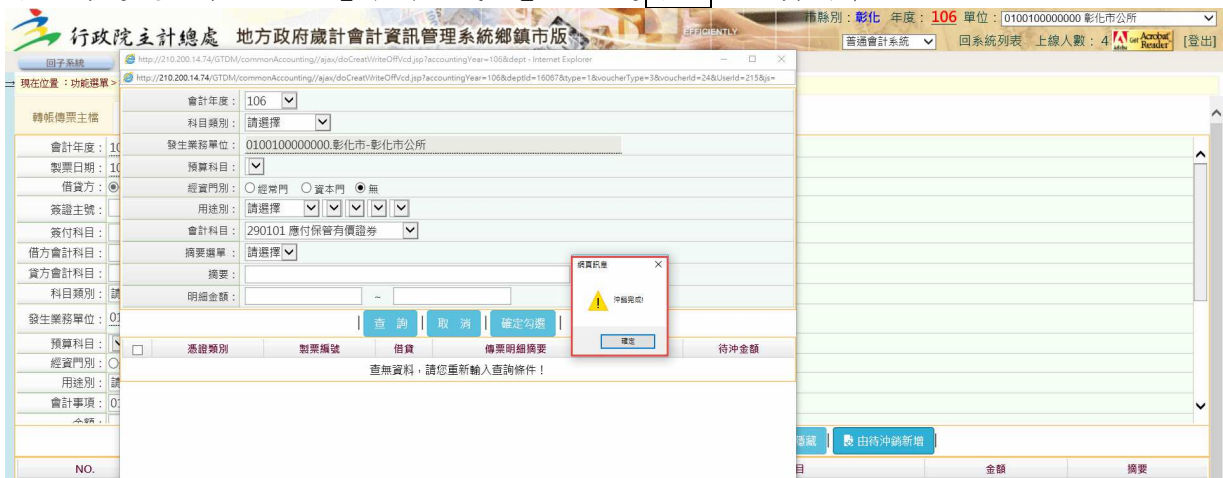 市縣別：彰化 年度：106 單位：0100100000000 彰化市公所
行政院主計總處 地方政府歲計會計資訊管理系統鄉鎮市版
EFFICIENTLY
普通會計系統 回系統列表 上線人數：4 Get Acrobat Reader [登出]
回子系統
http://210.200.14.74/GTDM/commonAccounting//ajax/doCreatWriteOffVcd.jsp?accountingYear=106&dept - Internet Explorer
http://210.200.14.74/GTDM/commonAccounting//ajax/doCreatWriteOffVcd.jsp?accountingYear=106&deptId=16067&type=1&voucherType=3&voucherId=24&UserId=215&js=
現在位置：功能選單>
轉帳傳票主檔
會計年度：106
科目類別：請選擇
發生業務單位：0100100000000.彰化市-彰化市公所
預算科目：
經資門別：經常門 資本門 無
用途別：請選擇
會計科目：290101 應付保管有價證券
摘要選單：請選擇
摘要：
明細金額： ~
查 詢 取 消 確定勾選
憑證類別 製票編號 借貸 傳票明細摘要 待沖金額
查無資料，請您重新輸入查詢條件！
網頁訊息
沖銷完成!
確定
會計年度：10
製票日期：10
借貸方：
簽證主號：
簽付科目：
借方會計科目：
貸方會計科目：
科目類別：請
發生業務單位：01
預算科目：
經資門別：
用途別：請
會計事項：01
金額：
隱藏 由待沖銷新增
NO. 目 金額 摘要